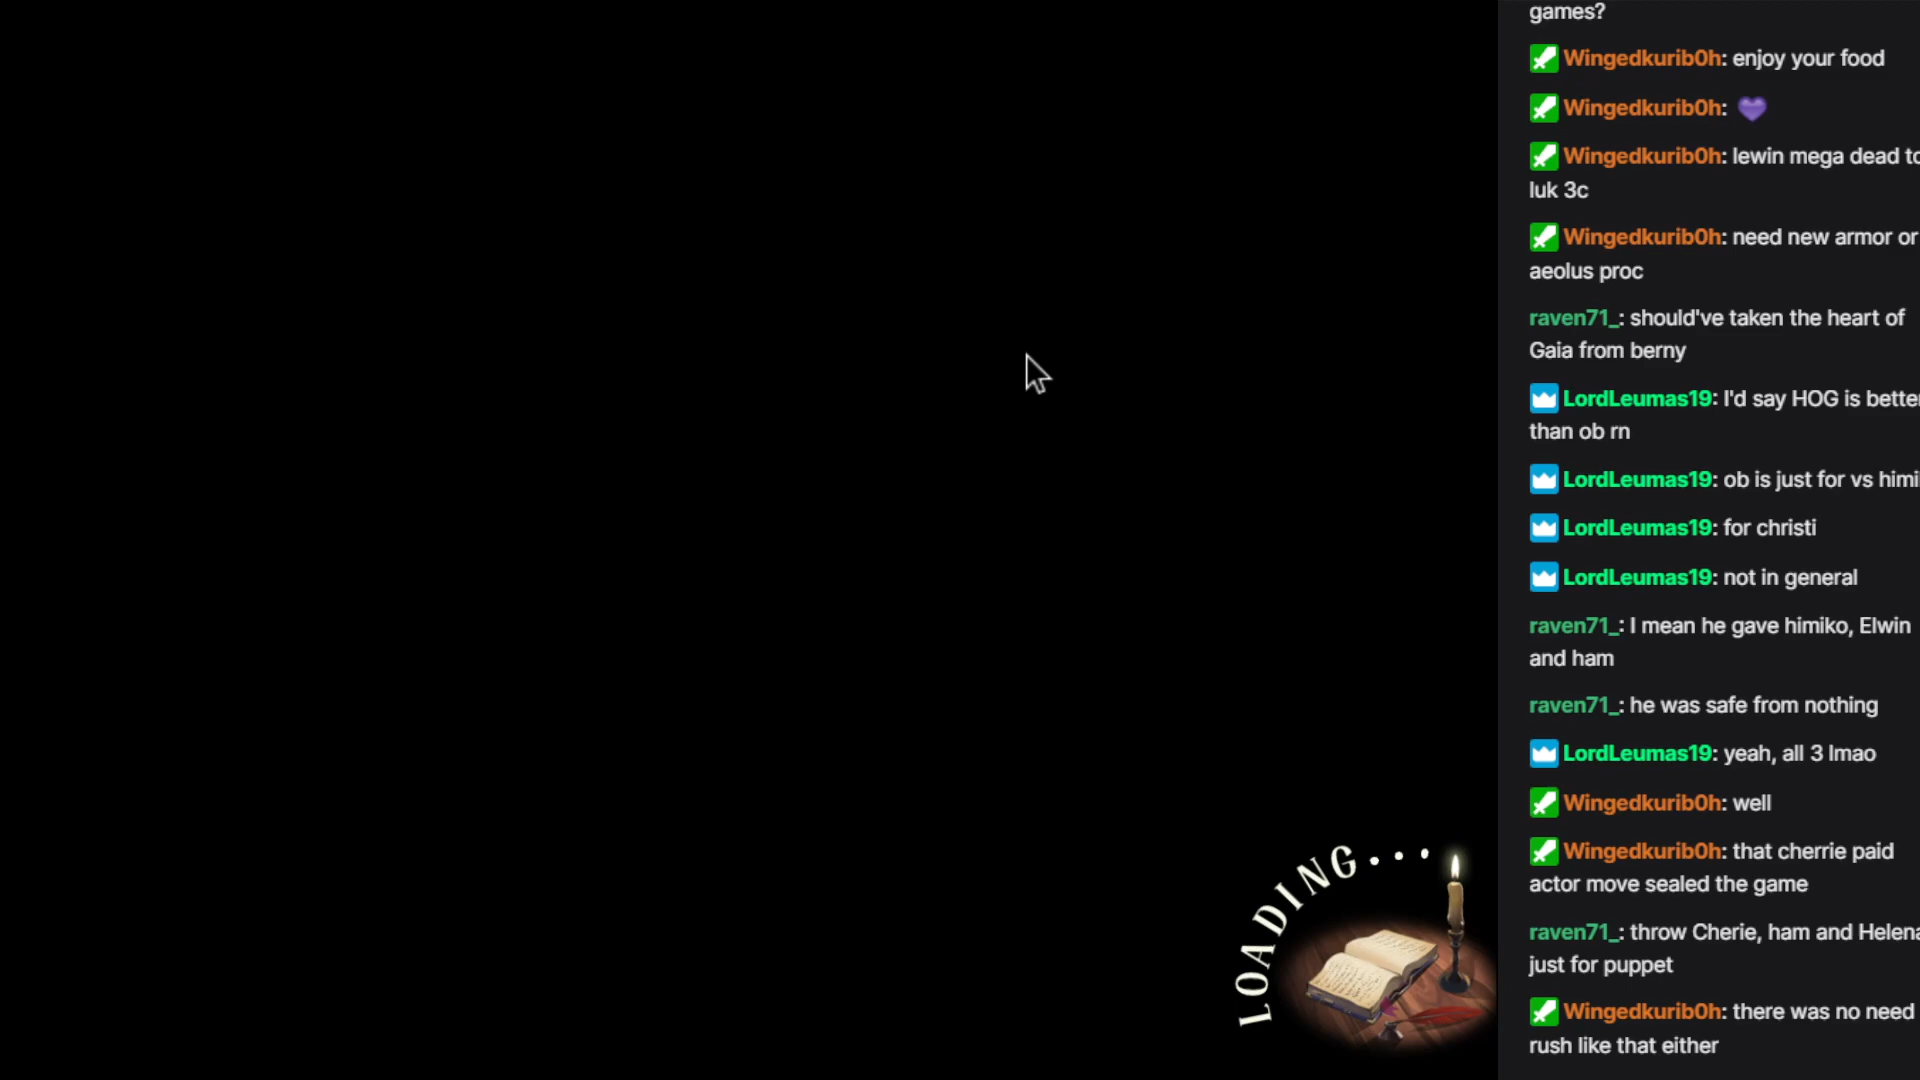 games?
Wingedkurib0h: enjoy your food
Wingedkurib0h:
Wingedkurib0h: lewin mega dead to
luk 3c
Wingedkurib0h: need new armor or
aeolus proc
raven71_: should've taken the heart of
Gaia from berny
LordLeumas19: I'd say HOG is better
than ob rn
LordLeumas19: ob is just for vs himi
LordLeumas19: for christi
LordLeumas19: not in general
raven71_: I mean he gave himiko, Elwin
and ham
raven71_: he was safe from nothing
LordLeumas19: yeah, all 3 lmao
Wingedkurib0h: well
Wingedkurib0h: that cherrie paid
actor move sealed the game
raven71_: throw Cherie, ham and Helena
just for puppet
Wingedkurib0h: there was no need
rush like that either
LOADING...